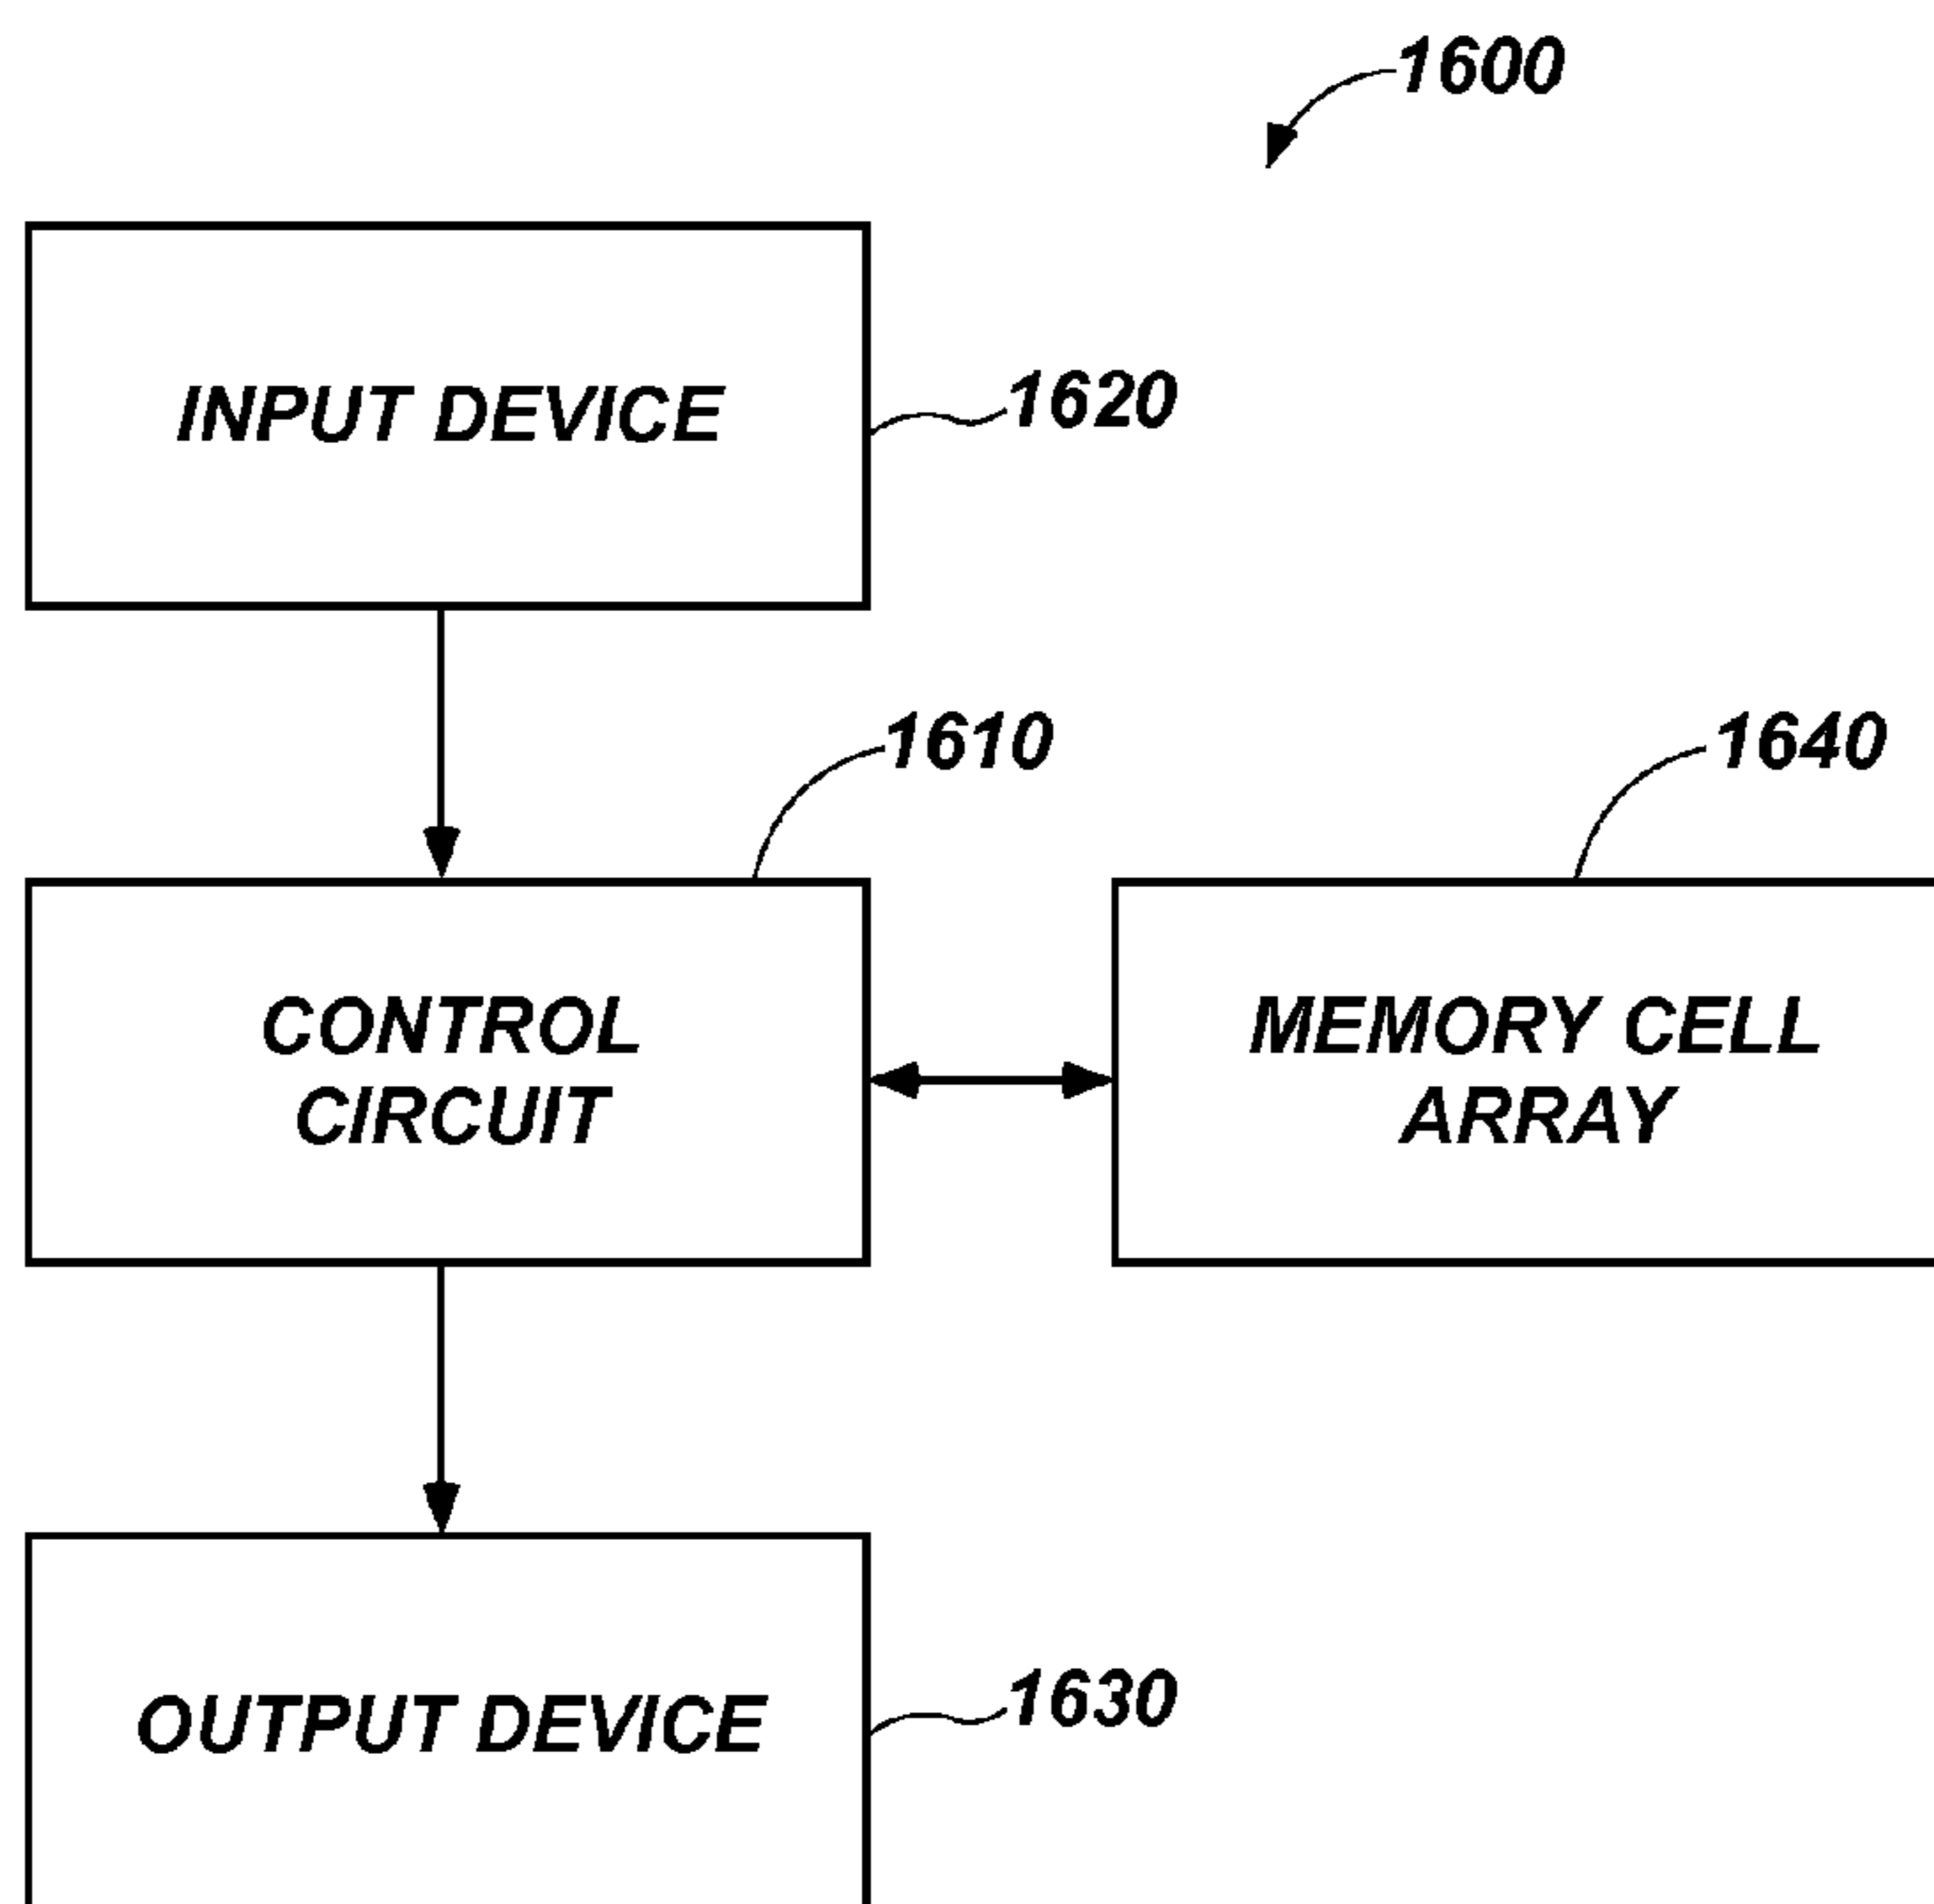 1600
INPUT DEVICE
1620
1610
1640
CONTROL
CIRCUIT
MEMORY CELL
ARRAY
OUTPUT DEVICE
1630